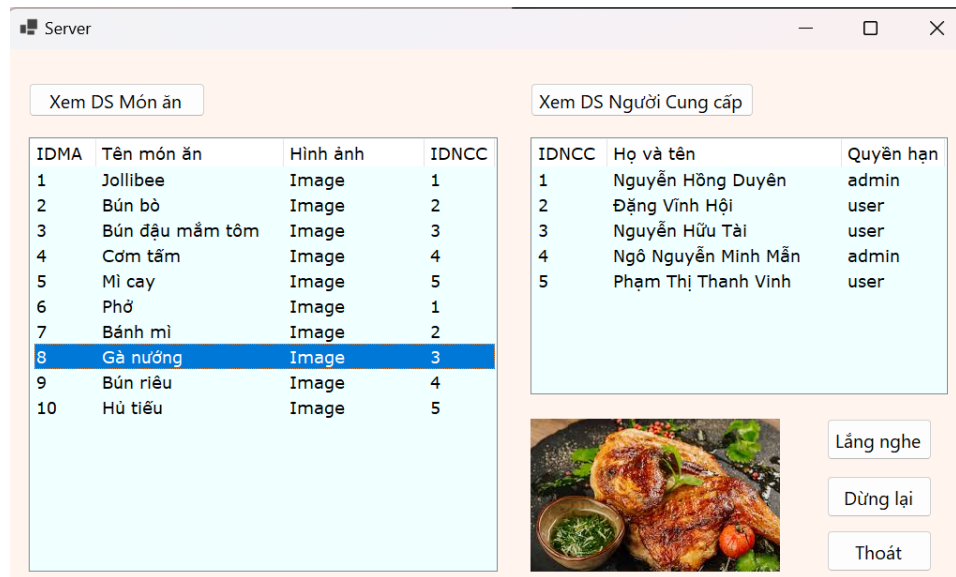 Server
Xem DS Món ăn
Xem DS Người Cung cấp
IDMA Tên món ăn Hình ảnh IDNCC
1 Jollibee Image 1
2 Bún bò Image 2
3 Bún đậu mắm tôm Image 3
4 Cơm tấm Image 4
5 Mì cay Image 5
6 Phở Image 1
7 Bánh mì Image 2
8 Gà nướng Image 3
9 Bún riêu Image 4
10 Hủ tiếu Image 5
IDNCC Họ và tên Quyền hạn
1 Nguyễn Hồng Duyên admin
2 Đặng Vĩnh Hội user
3 Nguyễn Hữu Tài user
4 Ngô Nguyễn Minh Mẫn admin
5 Phạm Thị Thanh Vinh user
Lắng nghe
Dừng lại
Thoát